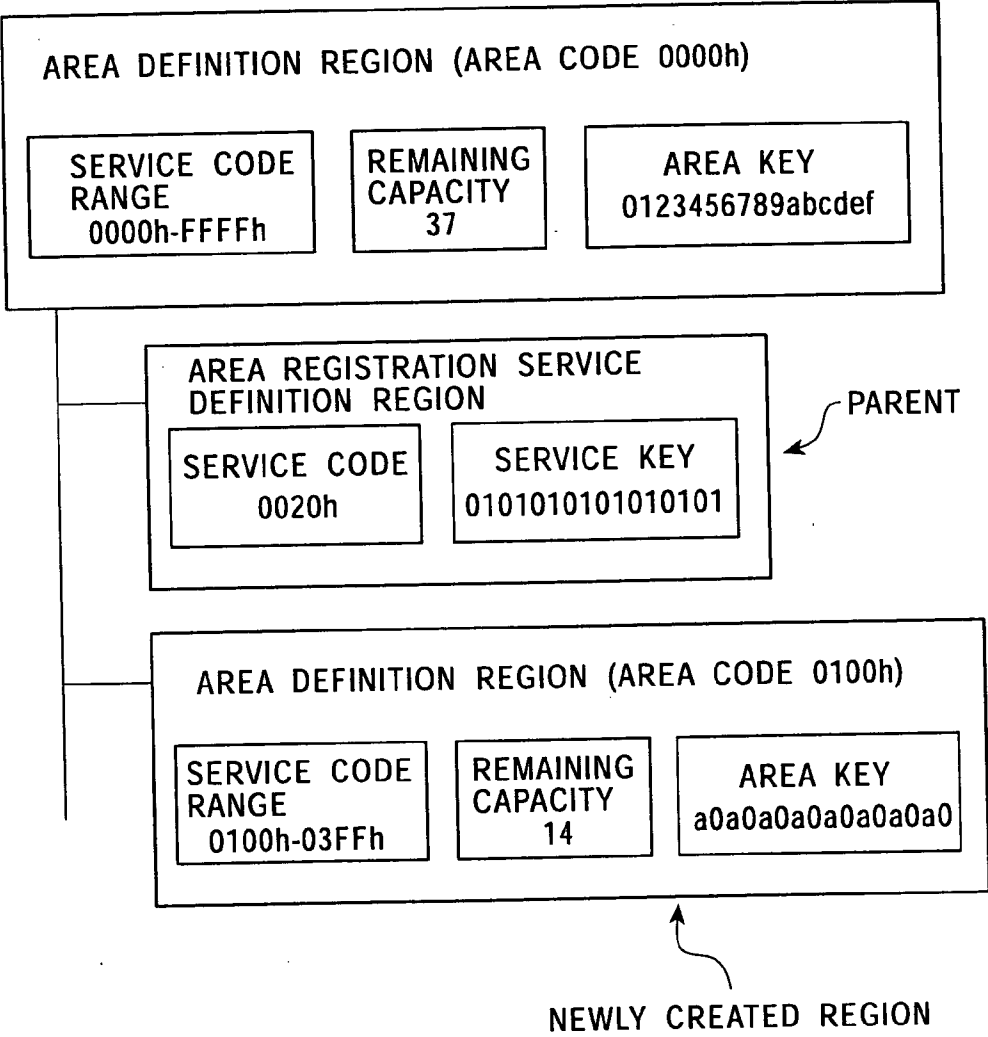 AREA DEFINITION REGION (AREA CODE 0000h)
SERVICE CODE
RANGE
0000h-FFFFh
REMAINING
CAPACITY
37
AREA KEY
0123456789abcdef
AREA REGISTRATION SERVICE
DEFINITION REGION
SERVICE CODE
0020h
SERVICE KEY
0101010101010101
PARENT
AREA DEFINITION REGION (AREA CODE 0100h)
SERVICE CODE
RANGE
0100h-03FFh
REMAINING
CAPACITY
14
AREA KEY
a0a0a0a0a0a0a0a0
NEWLY CREATED REGION